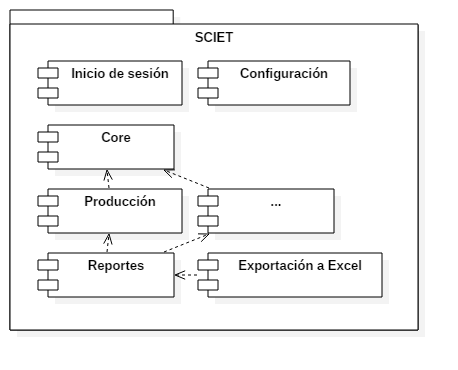 SCIET
Inicio de sesión
Configuración
Core
Producción
...
Reportes
Exportación a Excel